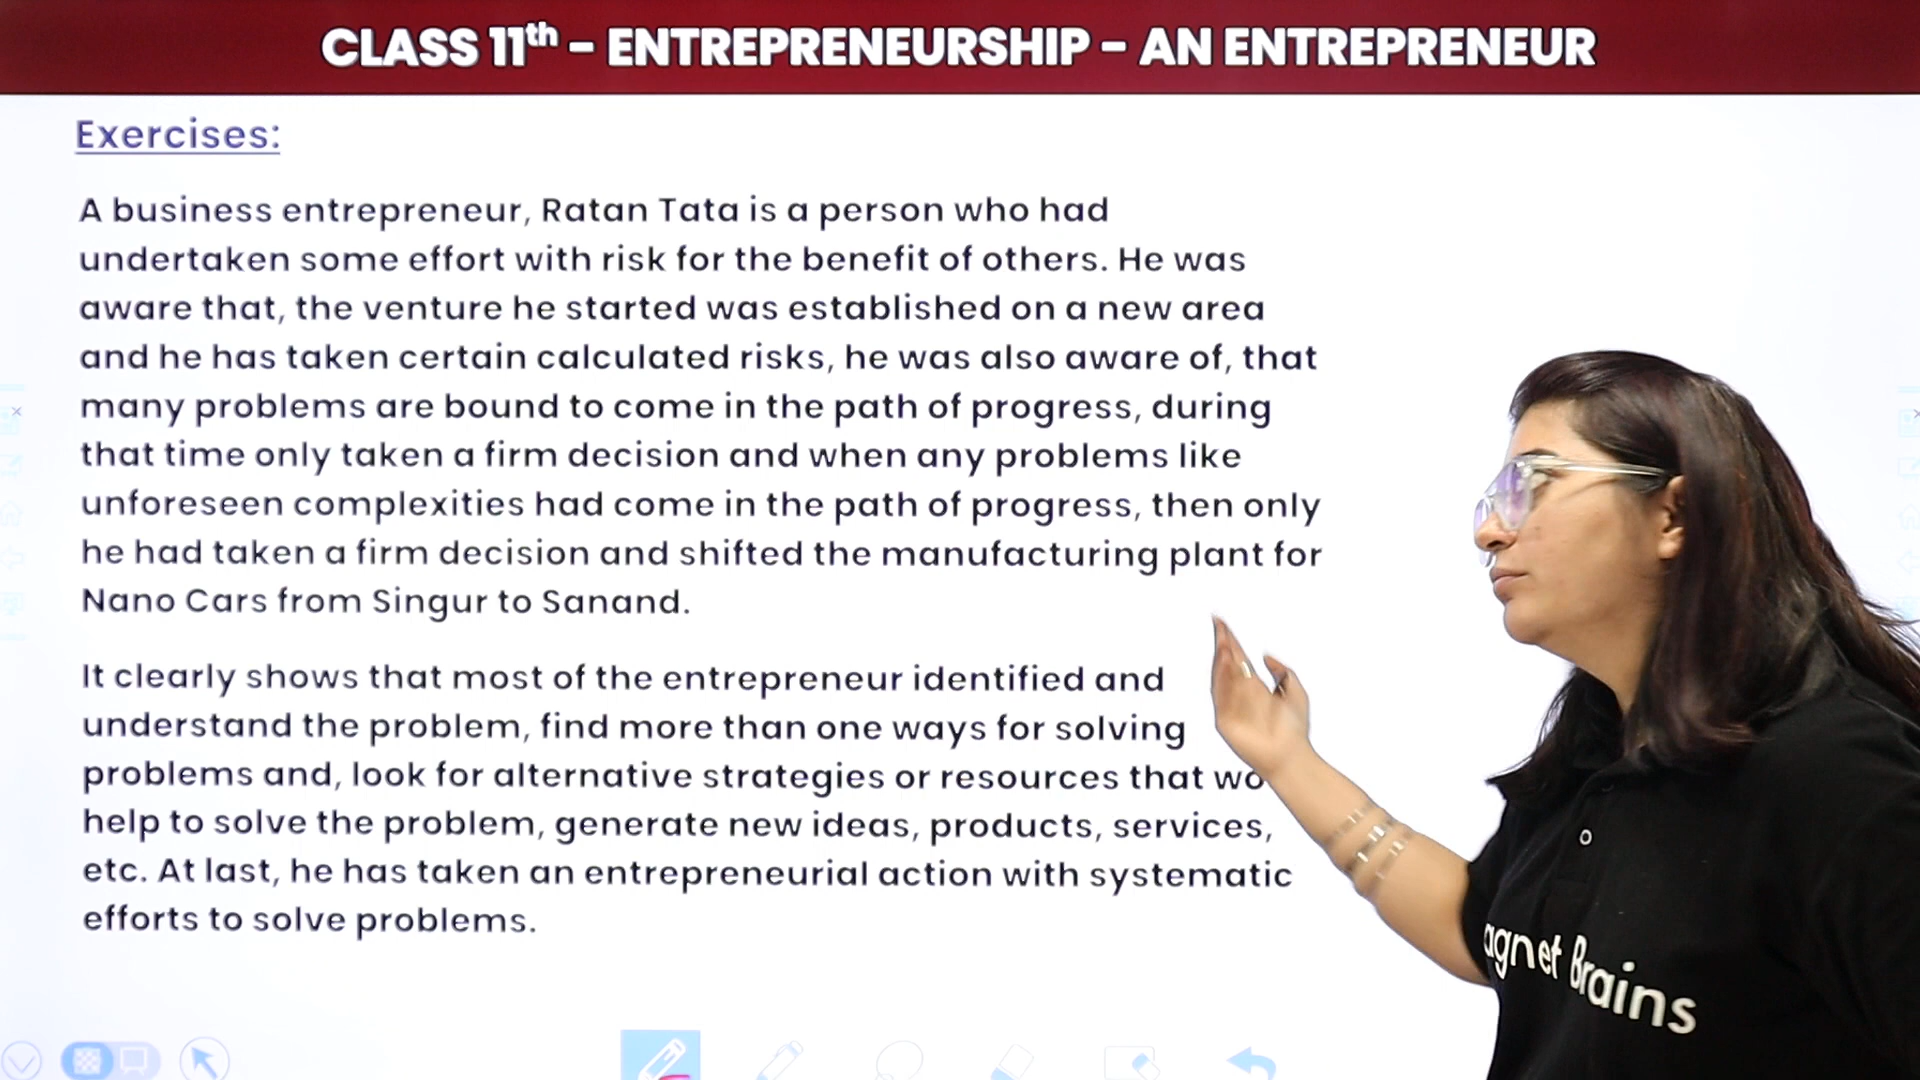 CLASS 11th – ENTREPRENEURSHIP – AN ENTREPRENEUR
Exercises:
A business entrepreneur, Ratan Tata is a person who had
undertaken some effort with risk for the benefit of others. He was
aware that, the venture he started was established on a new area
and he has taken certain calculated risks, he was also aware of, that
many problems are bound to come in the path of progress, during
that time only taken a firm decision and when any problems like
unforeseen complexities had come in the path of progress, then only
he had taken a firm decision and shifted the manufacturing plant for
Nano Cars from Singur to Sanand.
It clearly shows that most of the entrepreneur identified and
understand the problem, find more than one ways for solving
problems and, look for alternative strategies or resources that wo
help to solve the problem, generate new ideas, products, services,
etc. At last, he has taken an entrepreneurial action with systematic
efforts to solve problems.
agnet Brains